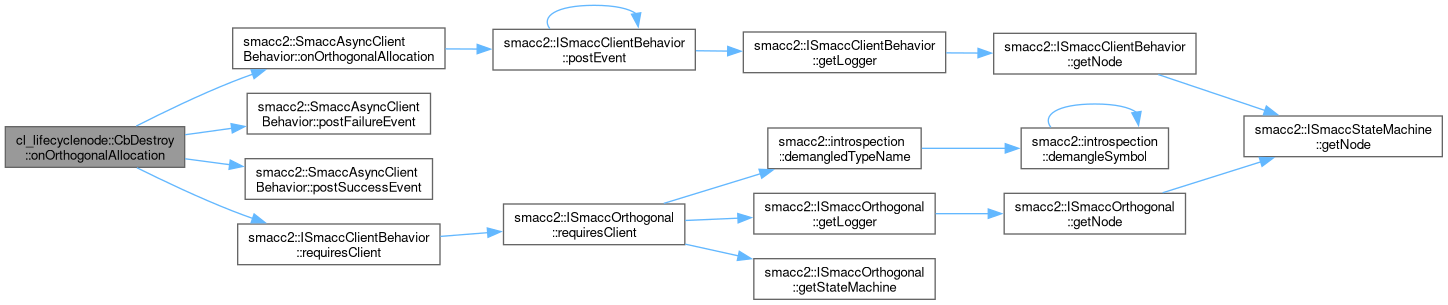 cl_lifecyclenode::CbDestroy
::onOrthogonalAllocation
smacc2::SmaccAsyncClient
Behavior::onOrthogonalAllocation
smacc2::ISmaccClientBehavior
::postEvent
smacc2::ISmaccClientBehavior
::getLogger
smacc2::ISmaccClientBehavior
::getNode
smacc2::ISmaccStateMachine
::getNode
smacc2::SmaccAsyncClient
Behavior::postFailureEvent
smacc2::SmaccAsyncClient
Behavior::postSuccessEvent
smacc2::ISmaccClientBehavior
::requiresClient
smacc2::ISmaccOrthogonal
::requiresClient
smacc2::introspection
::demangledTypeName
smacc2::introspection
::demangleSymbol
smacc2::ISmaccOrthogonal
::getLogger
smacc2::ISmaccOrthogonal
::getNode
smacc2::ISmaccOrthogonal
::getStateMachine